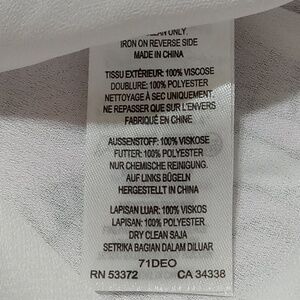 CLEAN ONLY.
IRON ON REVERSE SIDE
MADE IN CHINA
TISSU EXTÉRIEUR: 100% VISCOSE
DOUBLURE: 100% POLYESTER
NETTOYAGE À SEC UNIQUEMENT.
NE REPASSER QUE SUR L'ENVERS
FABRIQUÉ EN CHINE
AUSSENSTOFF: 100% VISKOSE
FUTTER: 100% POLYESTER
NUR CHEMISCHE REINIGUNG.
AUF LINKS BÜGELN
HERGESTELLT IN CHINA
LAPISAN LUAR: 100% VISKOS
LAPISAN: 100% POLYESTER
DRY CLEAN SAJA
SETRIKA BAGIAN DALAM DILUAR
71DEO
RN 53372 CA 34338